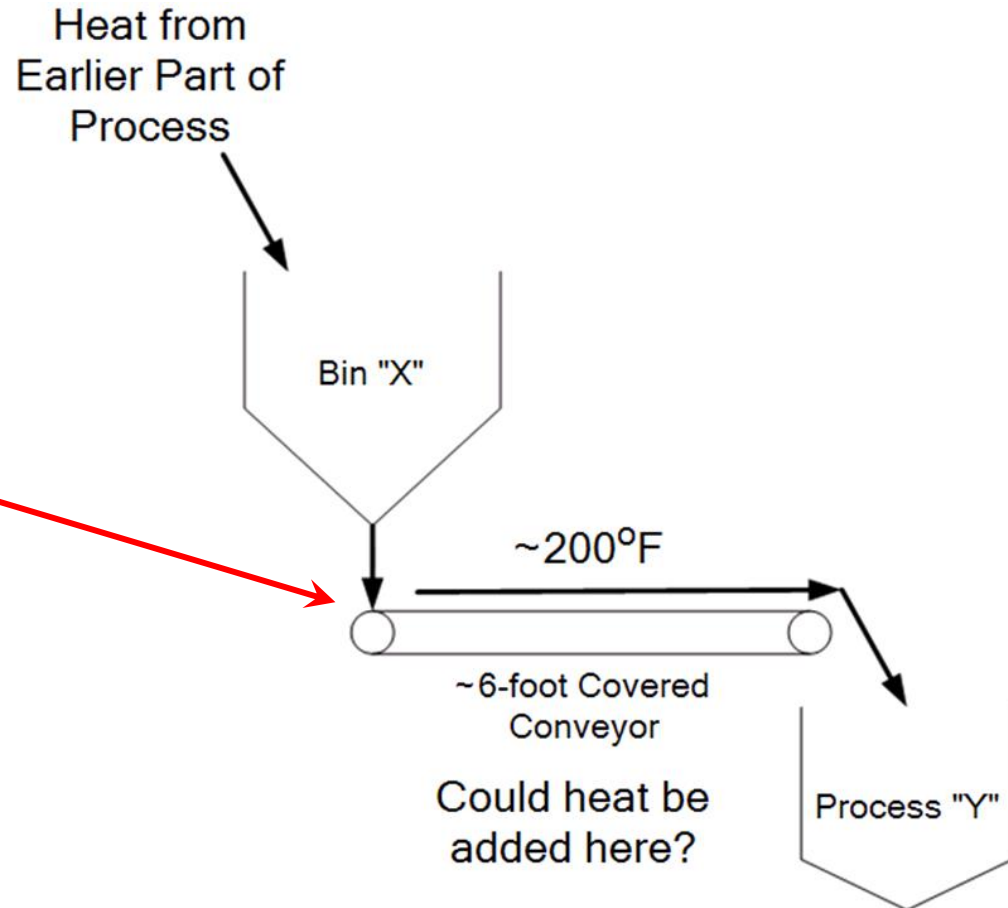 Heat from
Earlier Part of
Process
Bin "X"
~200°F
~6-foot Covered
Conveyor
Could heat be
added here?
Process "Y"